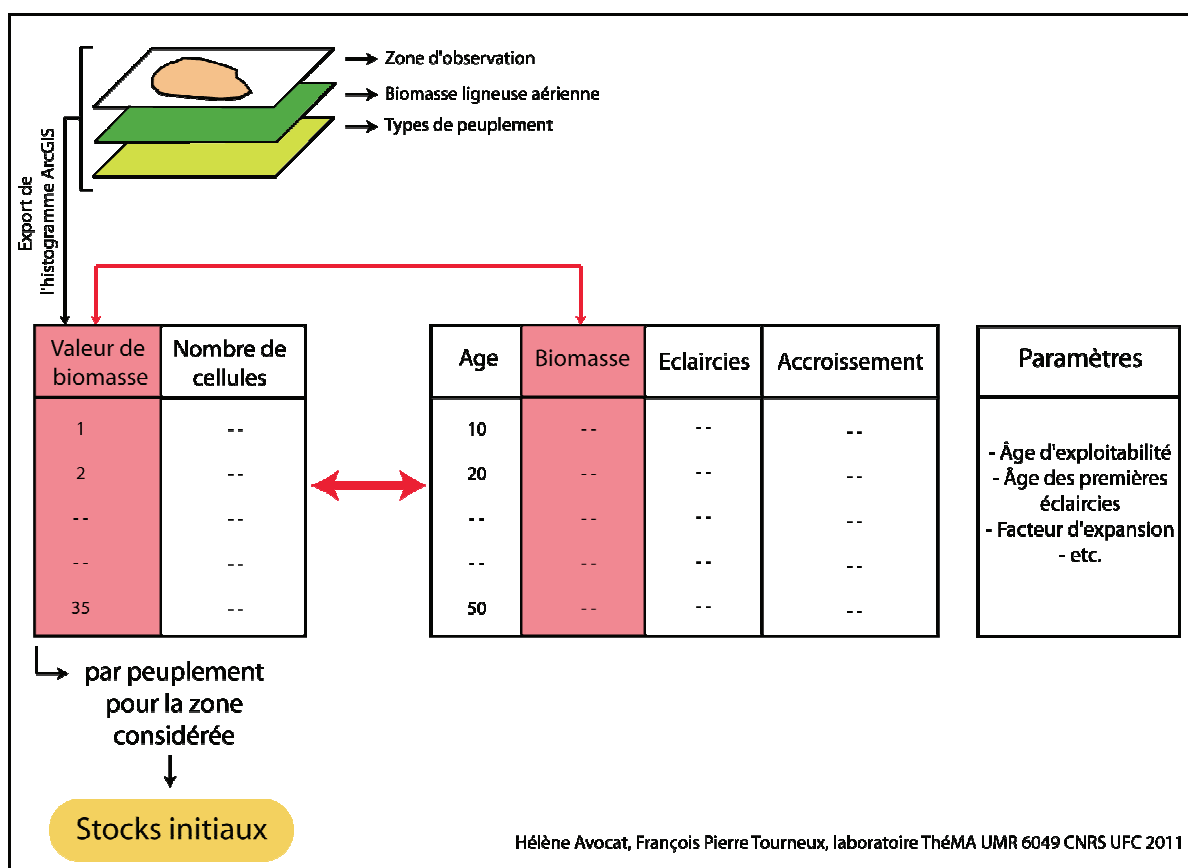 Zone d'observation
Biomasse ligneuse aérienne
Types de peuplement
Export de
l'histogramme ArcGIS
Valeur de
biomasse
Nombre de
cellules
1 --
2 --
-- --
-- --
35 --
Age Biomasse Eclaircies Accroissement
10 -- -- --
20 -- -- --
-- -- -- --
-- -- -- --
50 -- -- --
Paramètres
- Âge d'exploitabilité
- Âge des premières
éclaircies
- Facteur d'expansion
- etc.
par peuplement
pour la zone
considérée
Stocks initiaux
Hélène Avocat, François Pierre Tourneux, laboratoire ThéMA UMR 6049 CNRS UFC 2011